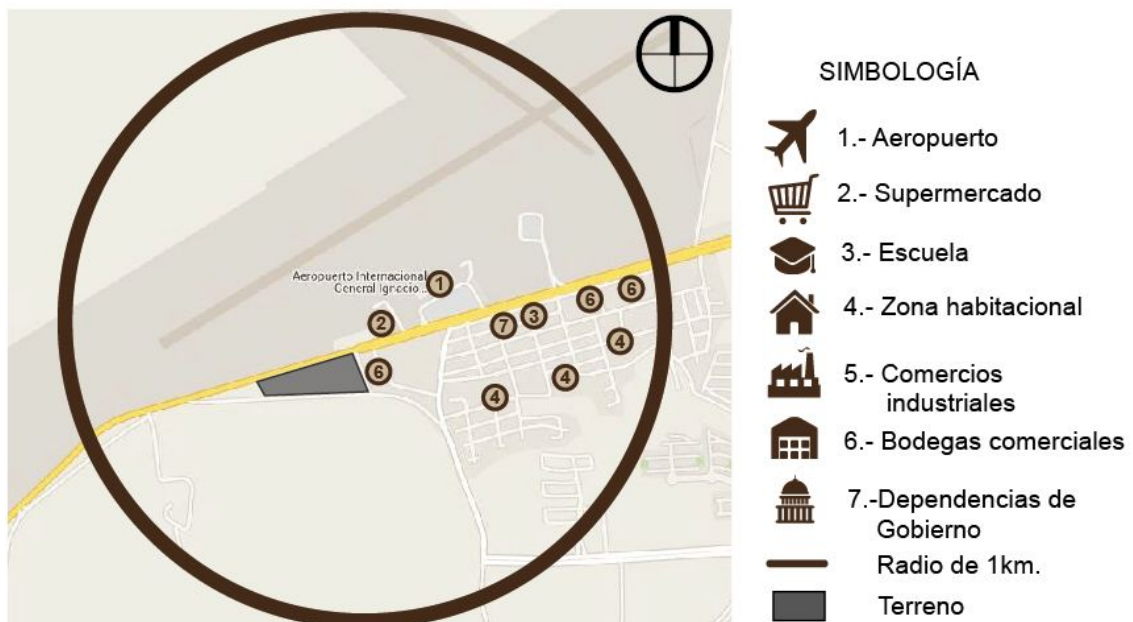 SIMBOLOGÍA
1.- Aeropuerto
2.- Supermercado
3.- Escuela
4.- Zona habitacional
5.- Comercios
industriales
6.- Bodegas comerciales
7.-Dependencias de
Gobierno
Radio de 1km.
Terreno
Aeropuerto Internacional
General Ignacio...
1
2
7
3
6
6
6
4
4
4